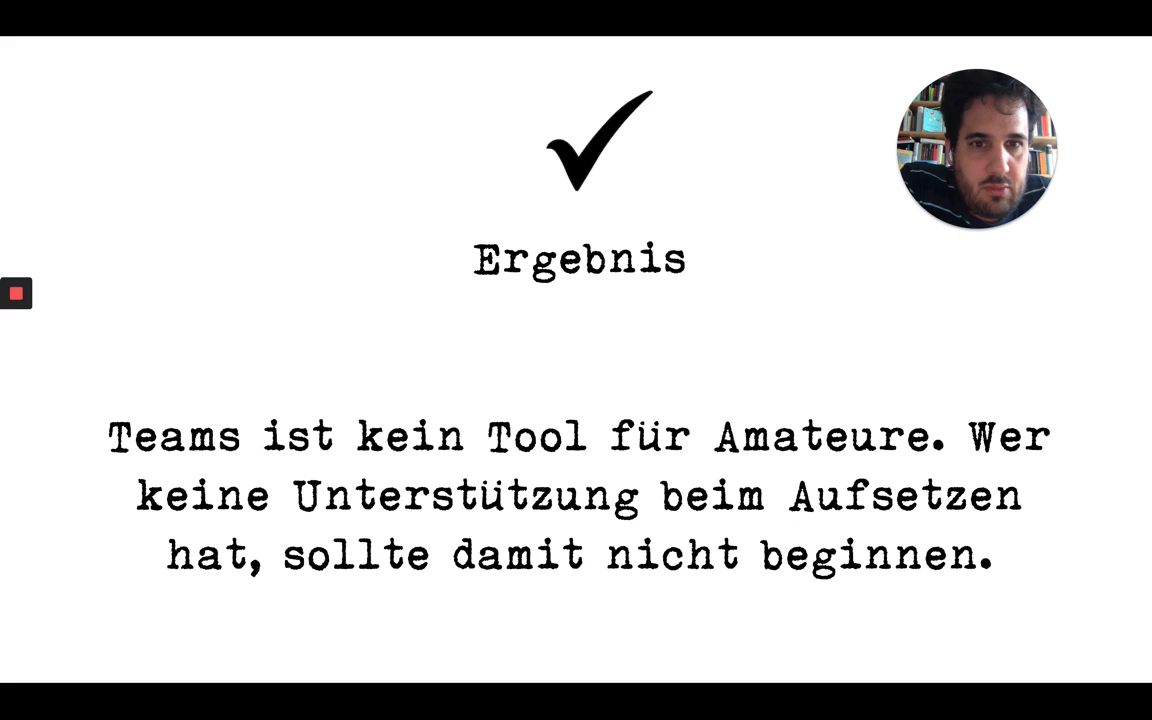 Ergebnis
Teams ist kein Tool für Amateure. Wer
keine Unterstützung beim Aufsetzen
hat, sollte damit nicht beginnen.